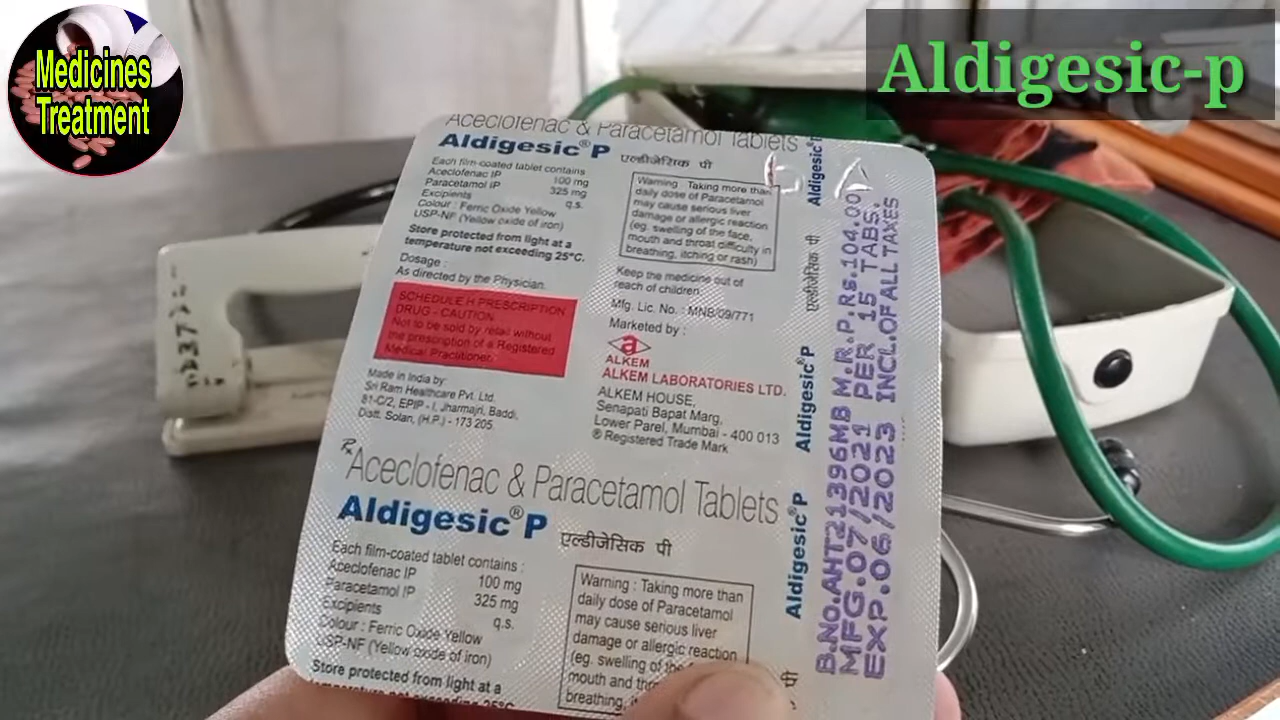 Medicines
Treatment
Aldigesic-p
Aceclofenac & Paracetamol Tablets
Aldigesic® P एल्डीजेसिक पी
Each film-coated tablet contains
Aceclofenac IP 100 mg
Paracetamol IP 325 mg
Excipients q.s.
Colour : Ferric Oxide Yellow
USP-NF (Yellow oxide of iron)
Store protected from light at a
temperature not exceeding 25°C.
Dosage :
As directed by the Physician.
SCHEDULE H PRESCRIPTION
DRUG - CAUTION
Not to be sold by retail without
the prescription of a Registered
Medical Practitioner.
Made in India by:
Sri Ram Healthcare Pvt. Ltd.
81-C/2, EPIP - I, Jharmajri, Baddi,
Distt. Solan, (H.P.) - 173 205.
Warning : Taking more than
daily dose of Paracetamol
may cause serious liver
damage or allergic reaction
(eg. swelling of the face,
mouth and throat difficulty in
breathing, itching or rash)
Keep the medicine out of
reach of children.
Mfg. Lic. No. : MNB/09/771
Marketed by :
a
ALKEM
ALKEM LABORATORIES LTD.
ALKEM HOUSE,
Senapati Bapat Marg,
Lower Parel, Mumbai - 400 013
® Registered Trade Mark
Rx Aceclofenac & Paracetamol Tablets
Aldigesic® P एल्डीजेसिक पी
Each film-coated tablet contains :
Aceclofenac IP 100 mg
Paracetamol IP 325 mg
Excipients q.s.
Colour : Ferric Oxide Yellow
USP-NF (Yellow oxide of iron)
Store protected from light at a
temperature not exceeding 25°C
Warning : Taking more than
daily dose of Paracetamol
may cause serious liver
damage or allergic reaction
(eg. swelling of the
mouth and
breathing,
Aldigesic® P
एल्डीजेसिक पी
Aldigesic® P
Aldigesic® P
पी
B.No.AHT21396MB M.R.P.Rs.104.00
MFG.07/2021 PER 15 TABS.
EXP.06/2023 INCL.OF ALL TAXES